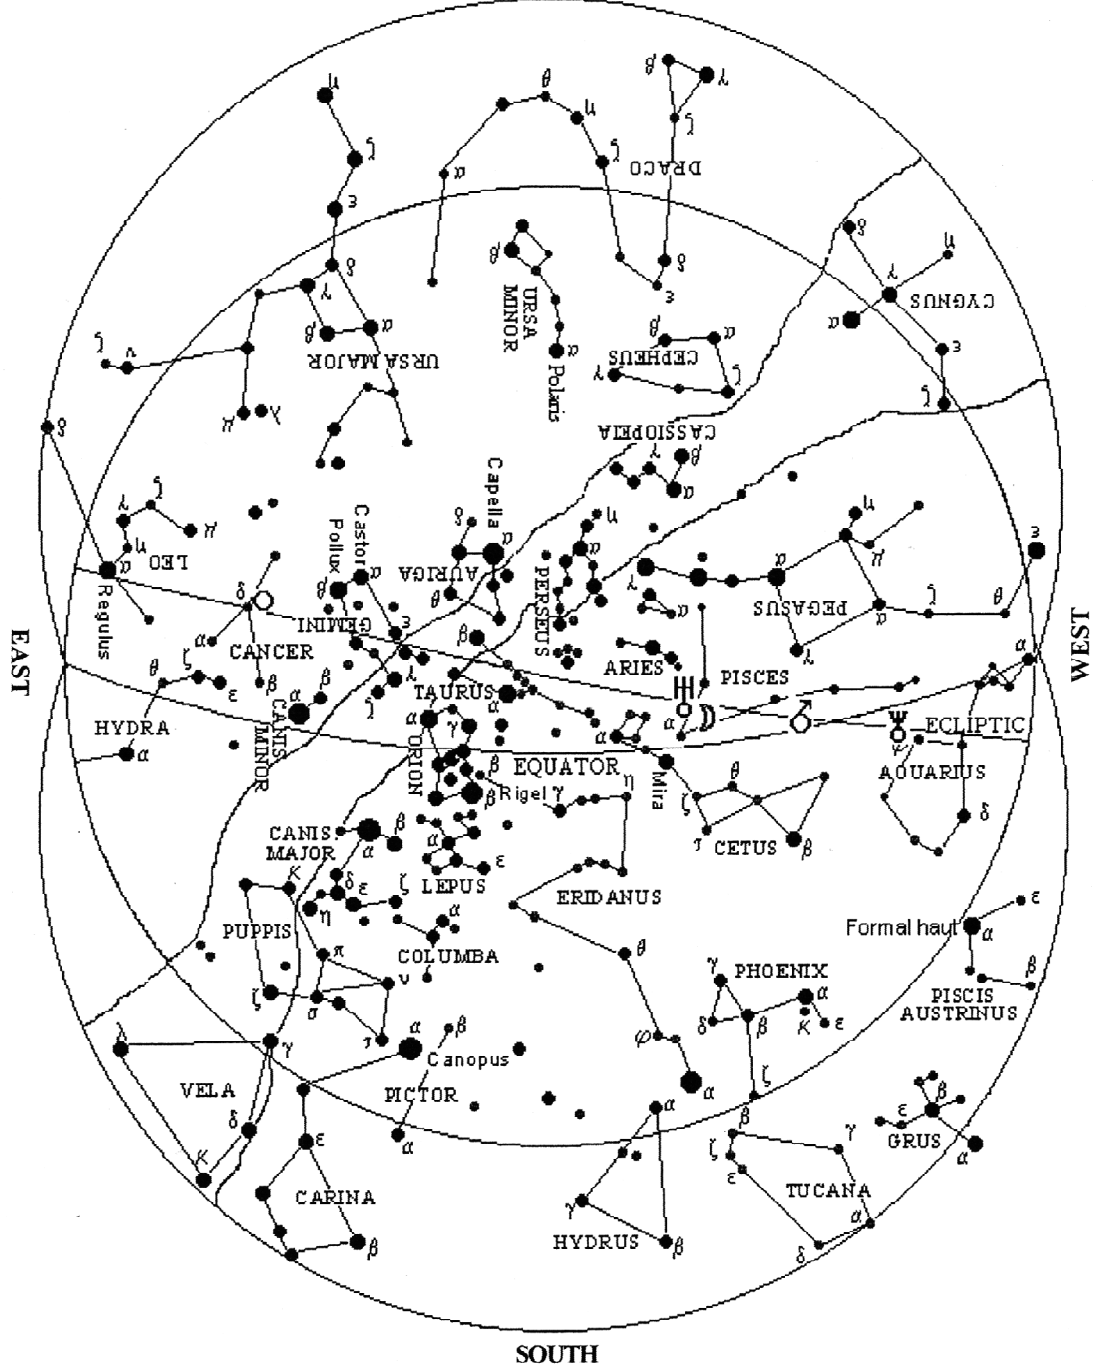 η
θ
β
γ
η
ζ
ζ
ζ
α
DRACO
ε
δ
δ
η
γ
β
URSA
MINOR
γ
CYGNUS
α
β
α
β
α
CEPHEUS
URSA MAJOR
ζ
ν
α
Polaris
γ
ζ
ε
ζ
μ
λ
δ
CASSIOPEIA
γ
β
α
Capella
Castor
Pollux
ζ
γ
μ
η
LEO
α
Regulus
δ
α
AURIGA
θ
η
α
PERSEUS
η
μ
γ
α
PEGASUS
ζ
θ
ε
α
α
γ
β
α
GEMINI
ε
δ
CANCER
α
β
λ
ζ
β
TAURUS
ARIES
PISCES
EAST
WEST
θ
ζ
ε
HYDRA
α
α
β
CANIS
MINOR
α
γ
ORION
α
α
Mira
α
ECLIPTIC
AQUARIUS
δ
EQUATOR
β
β
Rigel
γ
η
ζ
θ
τ
CETUS
β
CANIS
MAJOR
β
α
α
ε
LEPUS
ERIDANUS
κ
δ
ε
ζ
η
PUPPIS
α
COLUMBA
Formal haut
ε
α
π
ν
ζ
σ
τ
θ
γ
PHOENIX
α
δ
β
κ
ε
PISCIS
AUSTRINUS
β
λ
γ
α
β
Canopus
φ
α
ζ
VELA
PICTOR
δ
α
α
κ
ε
β
ζ
ε
γ
β
ε
GRUS
α
CARINA
β
γ
HYDRUS
β
TUCANA
α
δ
SOUTH